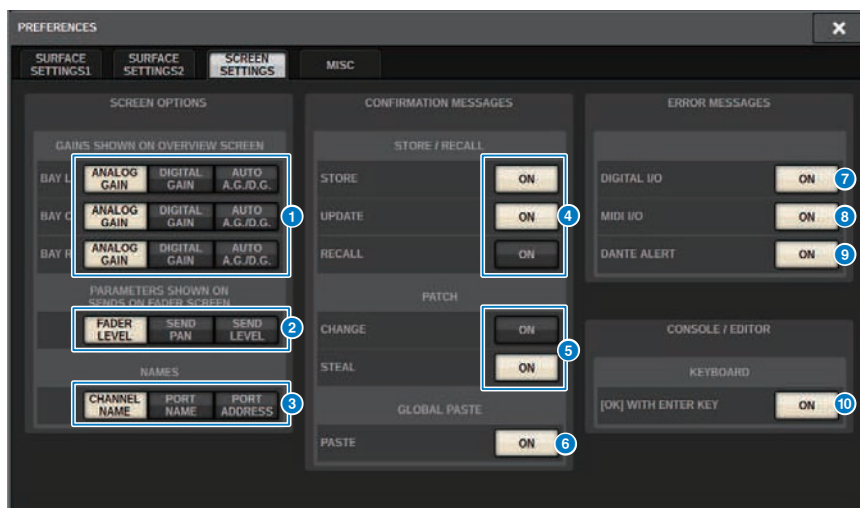 PREFERENCES
SURFACE SETTINGS1
SURFACE SETTINGS2
SCREEN SETTINGS
MISC
SCREEN OPTIONS
GAINS SHOWN ON OVERVIEW SCREEN
BAY L
ANALOG GAIN
DIGITAL GAIN
AUTO A.G./D.G.
BAY C
ANALOG GAIN
DIGITAL GAIN
AUTO A.G./D.G.
1
BAY R
ANALOG GAIN
DIGITAL GAIN
AUTO A.G./D.G.
PARAMETERS SHOWN ON
SENDS ON FADER SCREEN
FADER LEVEL
SEND PAN
SEND LEVEL
2
NAMES
CHANNEL NAME
PORT NAME
PORT ADDRESS
3
CONFIRMATION MESSAGES
STORE / RECALL
STORE
ON
UPDATE
ON
4
RECALL
ON
PATCH
CHANGE
ON
5
STEAL
ON
GLOBAL PASTE
PASTE
ON
6
ERROR MESSAGES
DIGITAL I/O
ON
7
MIDI I/O
ON
8
DANTE ALERT
ON
9
CONSOLE / EDITOR
KEYBOARD
[OK] WITH ENTER KEY
ON
10